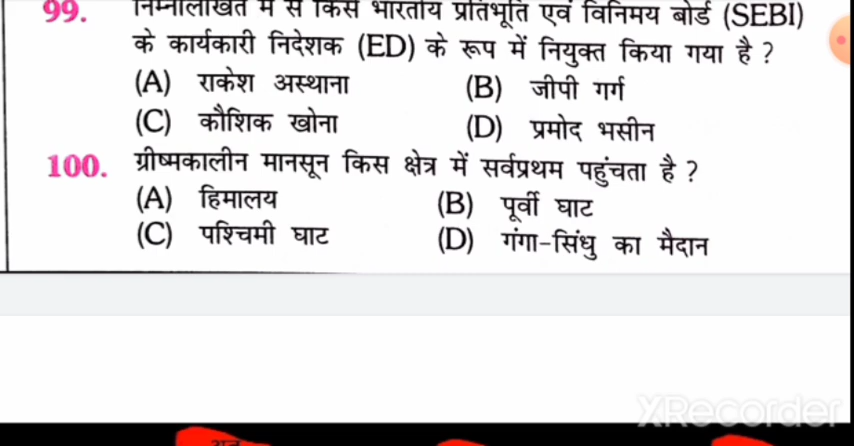 99. निम्नलिखित में से किसे भारतीय प्रतिभूति एवं विनिमय बोर्ड (SEBI)
के कार्यकारी निदेशक (ED) के रूप में नियुक्त किया गया है ?
(A) राकेश अस्थाना (B) जीपी गर्ग
(C) कौशिक खोना (D) प्रमोद भसीन
100. ग्रीष्मकालीन मानसून किस क्षेत्र में सर्वप्रथम पहुंचता है ?
(A) हिमालय (B) पूर्वी घाट
(C) पश्चिमी घाट (D) गंगा-सिंधु का मैदान
XRecorder